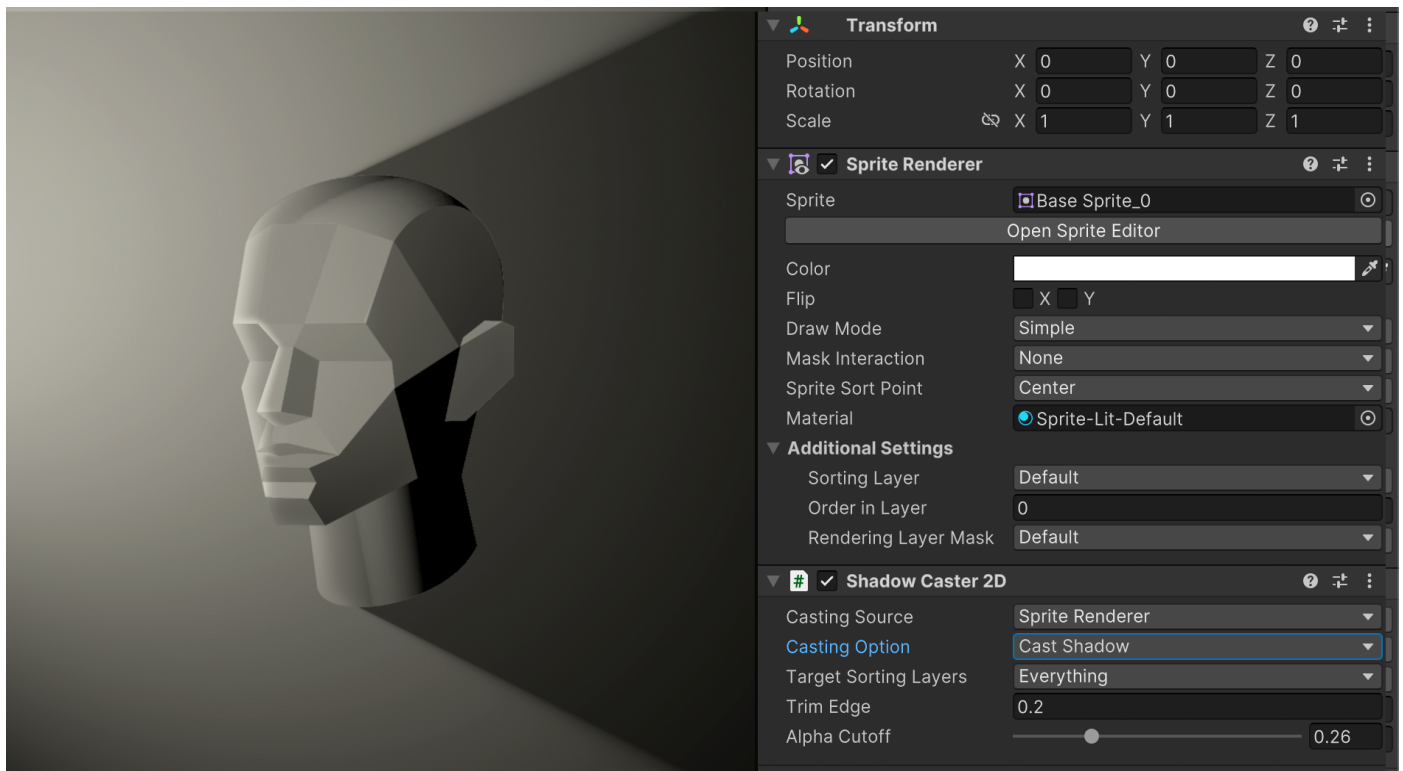 Transform
Position X 0 Y 0 Z 0
Rotation X 0 Y 0 Z 0
Scale X 1 Y 1 Z 1
Sprite Renderer
Sprite Base Sprite_0
Open Sprite Editor
Color
Flip X Y
Draw Mode Simple
Mask Interaction None
Sprite Sort Point Center
Material Sprite-Lit-Default
Additional Settings
Sorting Layer Default
Order in Layer 0
Rendering Layer Mask Default
# Shadow Caster 2D
Casting Source Sprite Renderer
Casting Option Cast Shadow
Target Sorting Layers Everything
Trim Edge 0.2
Alpha Cutoff 0.26